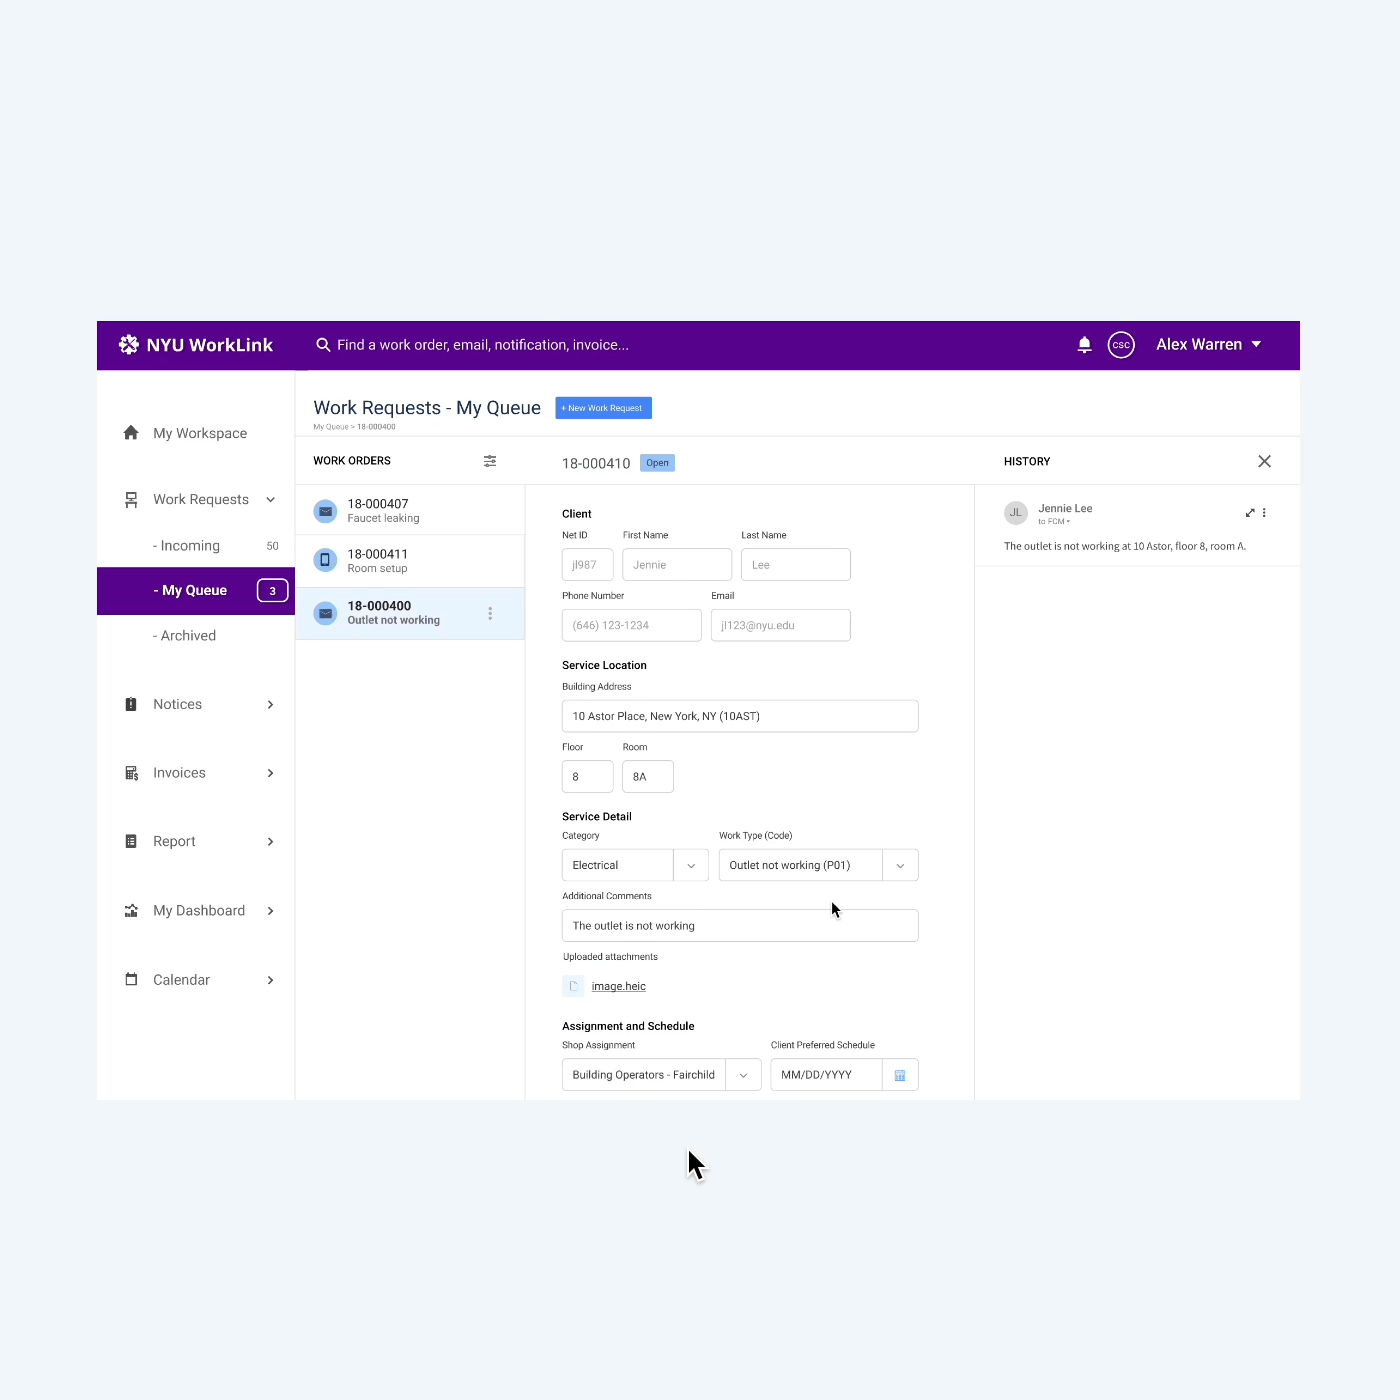 NYU WorkLink
Find a work order, email, notification, invoice...
CSC
Alex Warren
My Workspace
Work Requests
- Incoming 50
- My Queue 3
- Archived
Notices
Invoices
Report
My Dashboard
Calendar
Work Requests - My Queue
+ New Work Request
My Queue > 18-000400
WORK ORDERS
18-000407
Faucet leaking
18-000411
Room setup
18-000400
Outlet not working
18-000410 Open
Client
Net ID First Name Last Name
jl987 Jennie Lee
Phone Number Email
(646) 123-1234 jl123@nyu.edu
Service Location
Building Address
10 Astor Place, New York, NY (10AST)
Floor Room
8 8A
Service Detail
Category Work Type (Code)
Electrical Outlet not working (P01)
Additional Comments
The outlet is not working
Uploaded attachments
image.heic
Assignment and Schedule
Shop Assignment Client Preferred Schedule
Building Operators - Fairchild MM/DD/YYYY
HISTORY
JL Jennie Lee
to FCM
The outlet is not working at 10 Astor, floor 8, room A.